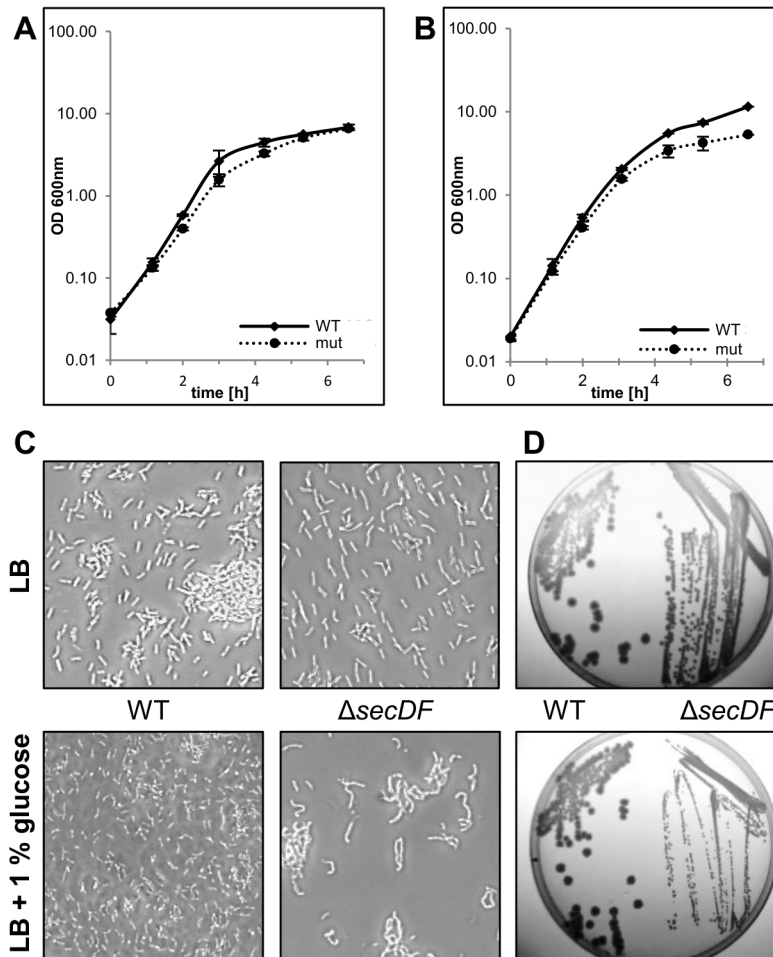 A
B
100.00
10.00
1.00
0.10
0.01
OD 600nm
0
2
4
6
time [h]
WT
mut
100.00
10.00
1.00
0.10
0.01
OD 600nm
0
2
4
6
time [h]
WT
mut
C
D
LB
WT
ΔsecDF
WT
ΔsecDF
LB + 1 % glucose